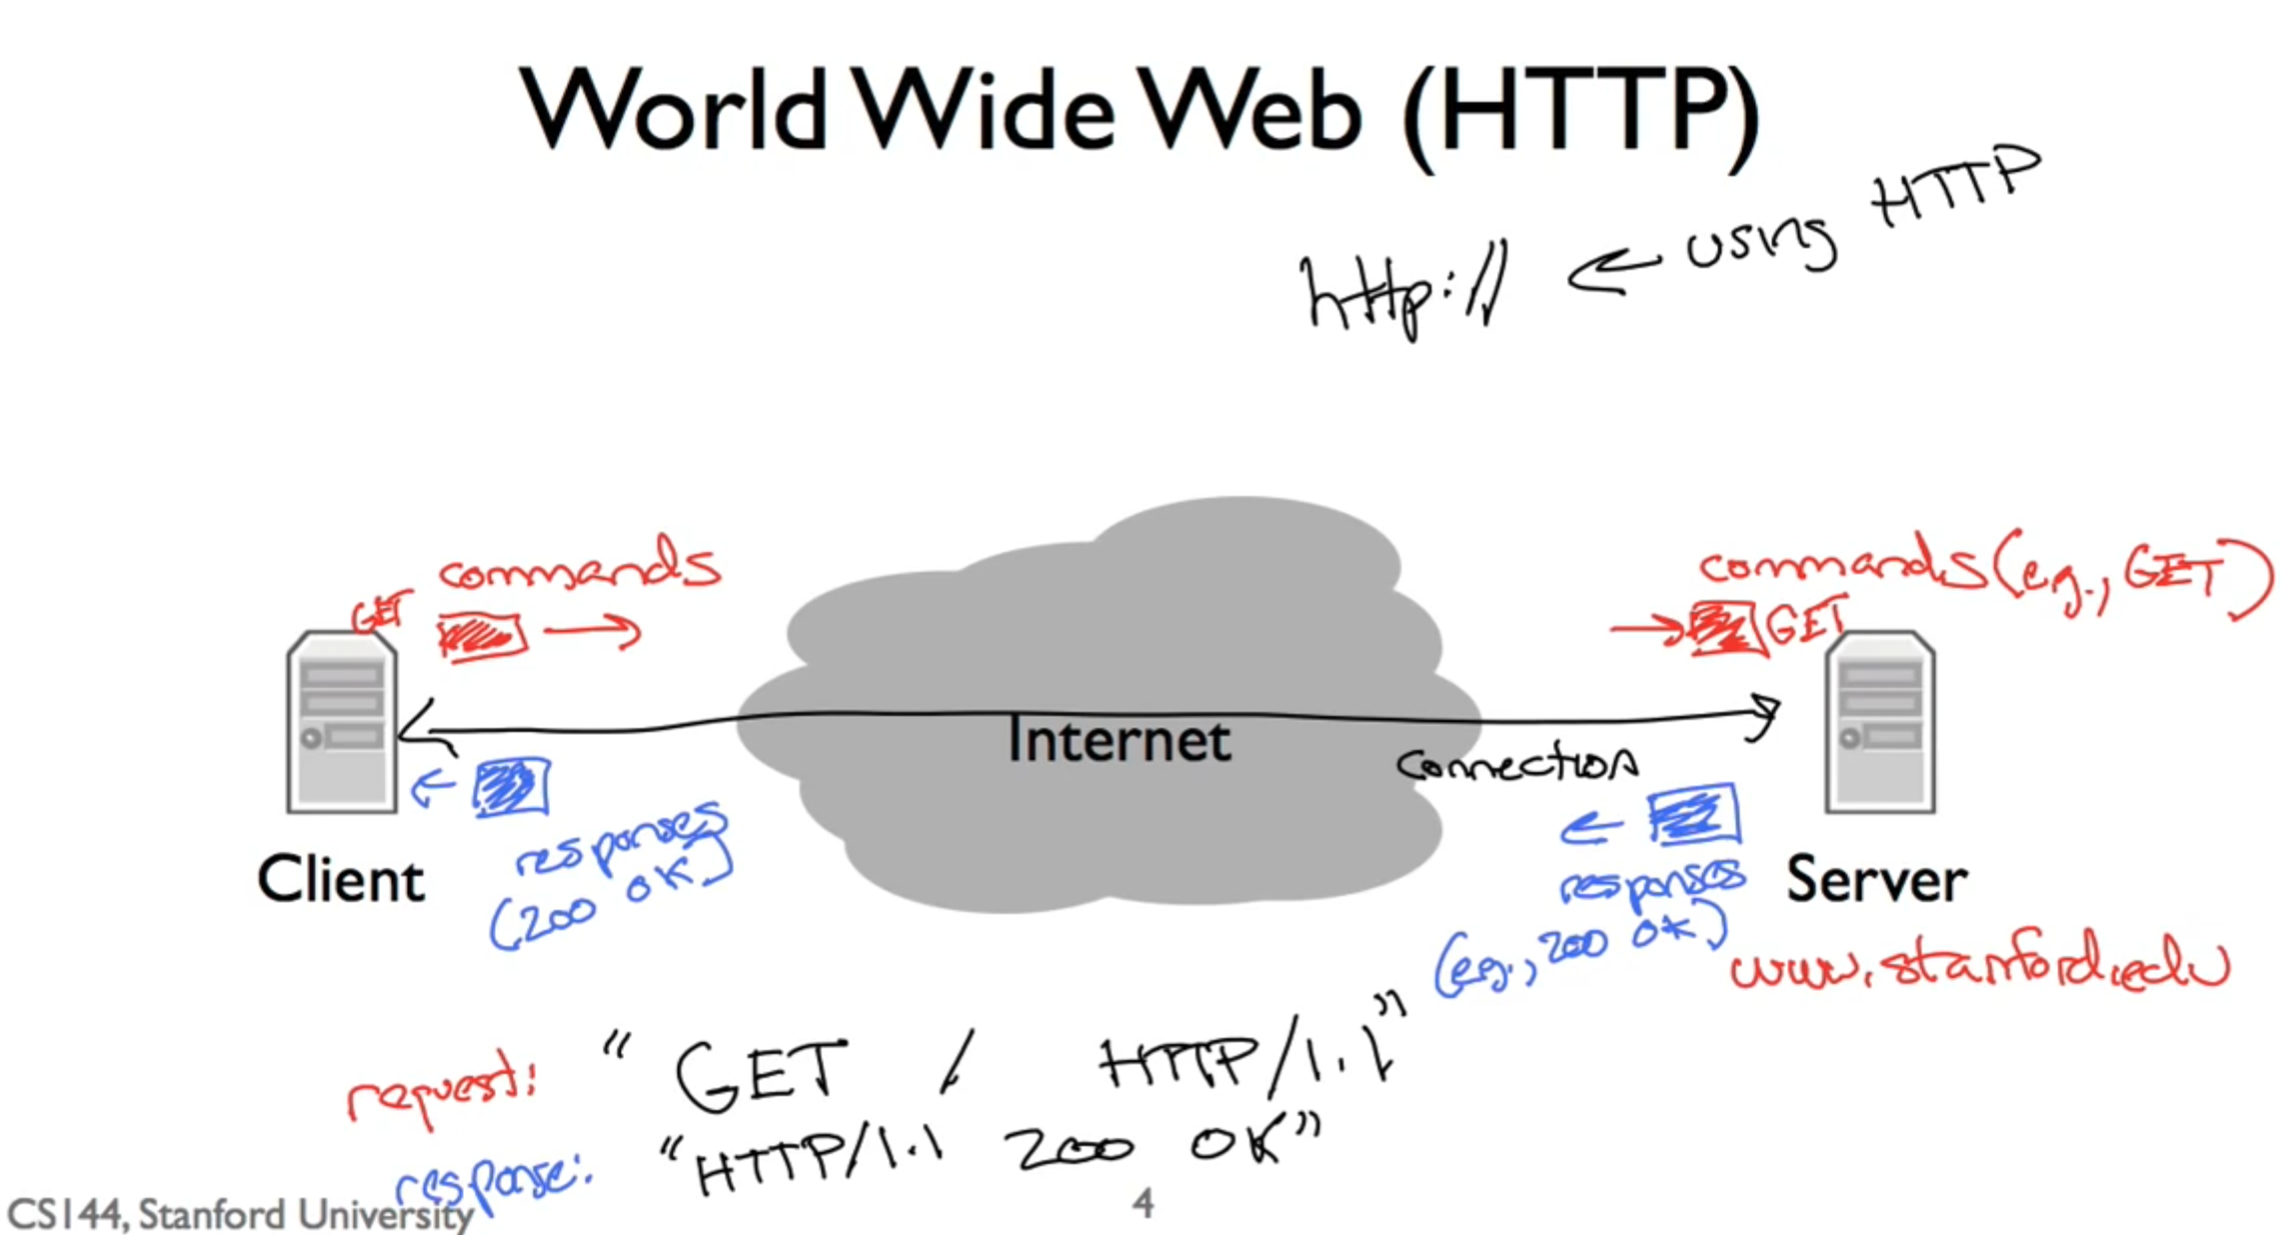 World Wide Web (HTTP)
http:// ← using HTTP
commands
GET
commands (e.g., GET)
GET
Internet
connection
responses
(200 OK)
responses
(e.g., 200 OK)
Client
Server
www.stanford.edu
request: "GET / HTTP/1.1"
response: "HTTP/1.1 200 OK"
CS144, Stanford University
4